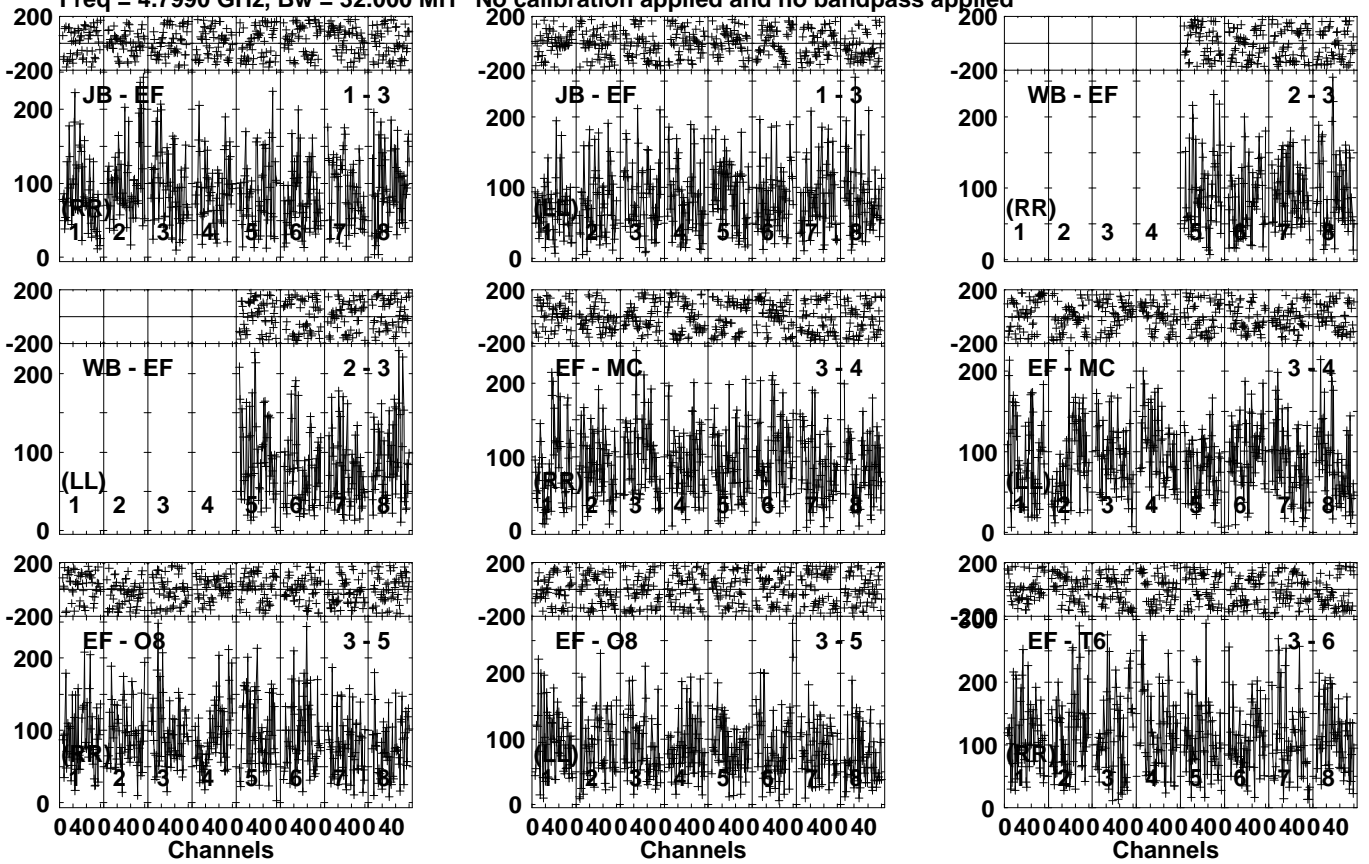 Freq = 4.7990 GHz, Bw = 32.000 MH No calibration applied and no bandpass applied
200 200 200
-200 -200 -200
JB - EF 1 - 3 JB - EF 1 - 3 WB - EF 2 - 3
200 200 200
100 100 100
(RR) (LL) (RR)
1 2 3 4 5 6 7 8 1 2 3 4 5 6 7 8 1 2 3 4 5 6 7 8
0 0 0
200 200 200
-200 -200 -200
WB - EF 2 - 3 EF - MC 3 - 4 EF - MC 3 - 4
200 200 200
100 100 100
(LL) (RR) (LL)
1 2 3 4 5 6 7 8 1 2 3 4 5 6 7 8 1 2 3 4 5 6 7 8
0 0 0
200 200 200
-200 -200 -200
300
EF - O8 3 - 5 EF - O8 3 - 5 EF - T6 3 - 6
200 200 200
100 100 100
(RR) (LL) (RR)
1 2 3 4 5 6 7 8 1 2 3 4 5 6 7 8 1 2 3 4 5 6 7 8
0 0 0
0 40 0 40 0 40 0 40 0 40 0 40 0 40 0 40 0 40 0 40 0 40 0 40 0 40 0 40 0 40 0 40 0 40 0 40 0 40 0 40 0 40 0 40 0 40 0 40
Channels Channels Channels